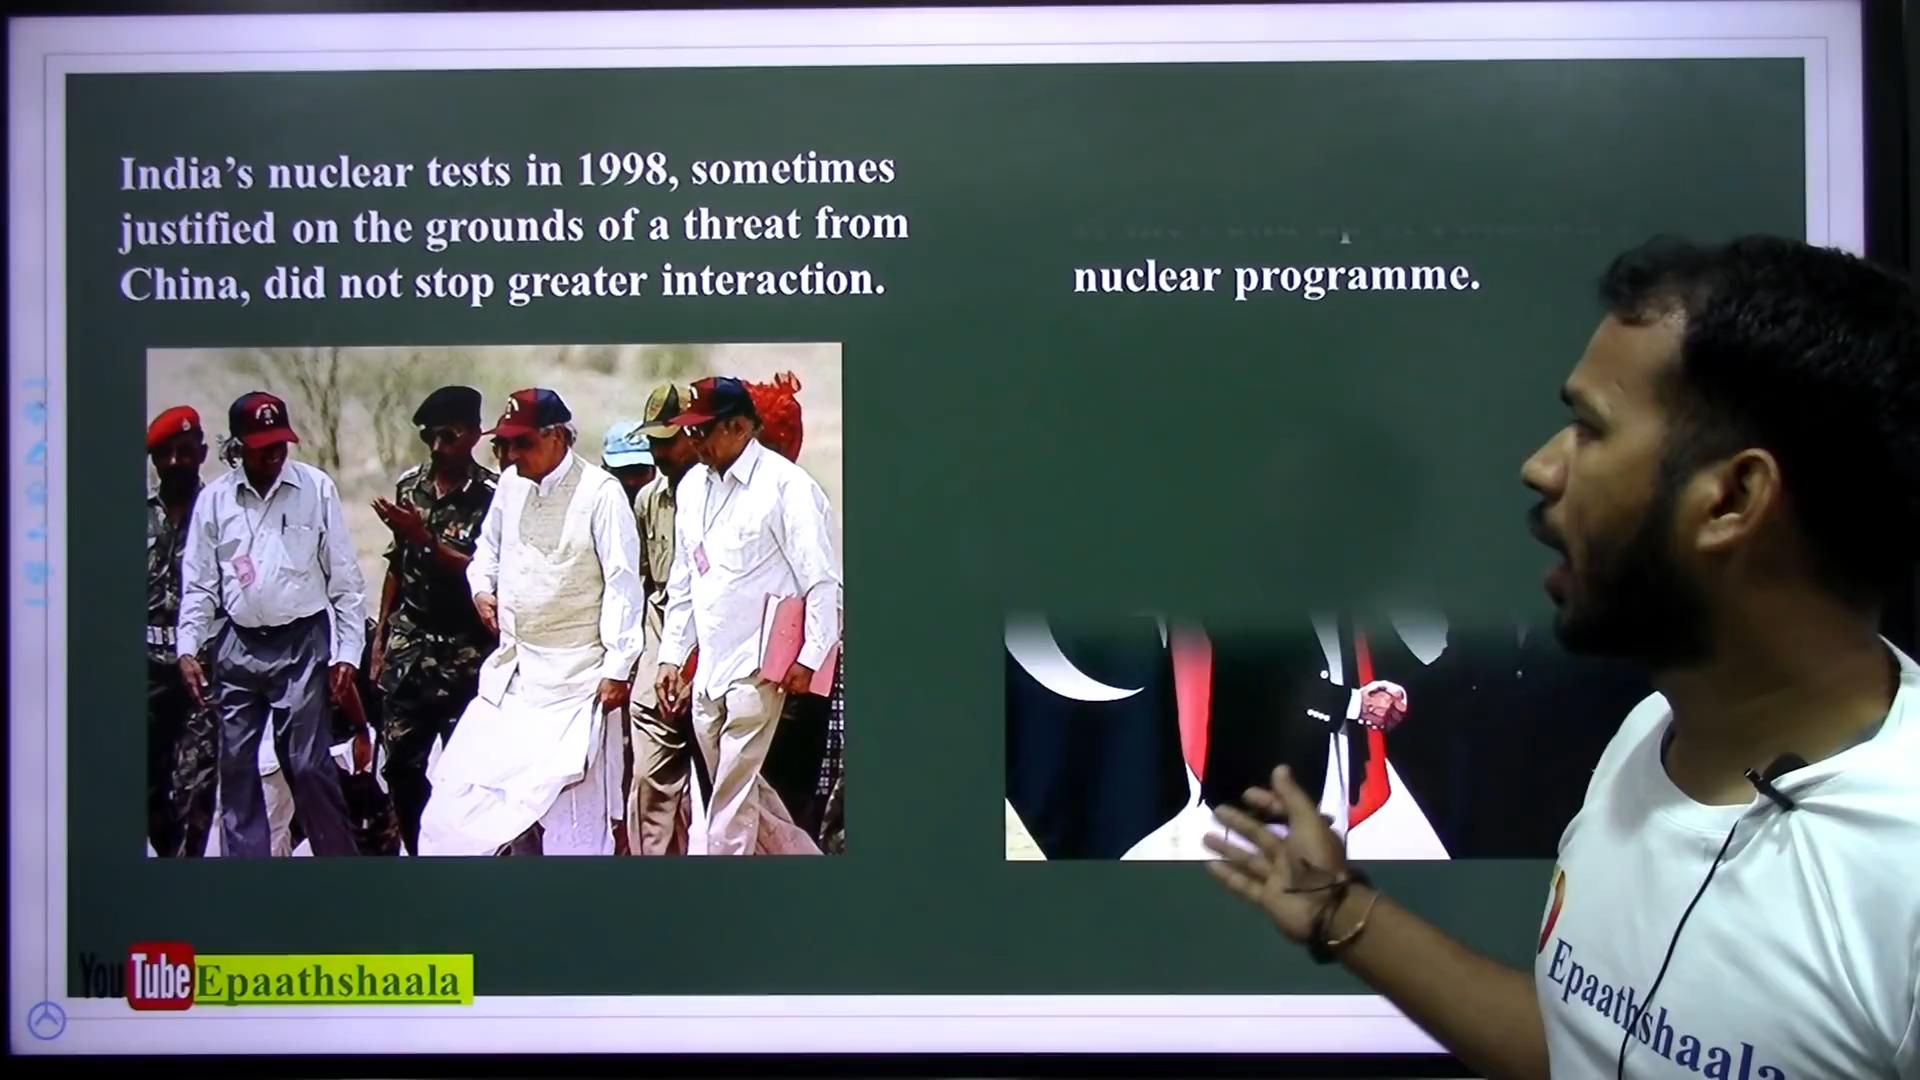 India's nuclear tests in 1998, sometimes
justified on the grounds of a threat from
China, did not stop greater interaction.
nuclear programme.
YouTube Epaathshaala
Epaathshaala